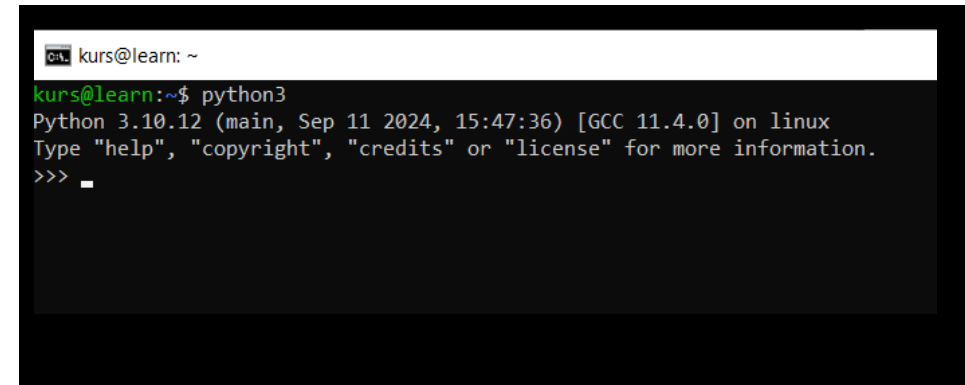 kurs@learn: ~
kurs@learn:~$ python3
Python 3.10.12 (main, Sep 11 2024, 15:47:36) [GCC 11.4.0] on linux
Type "help", "copyright", "credits" or "license" for more information.
>>>